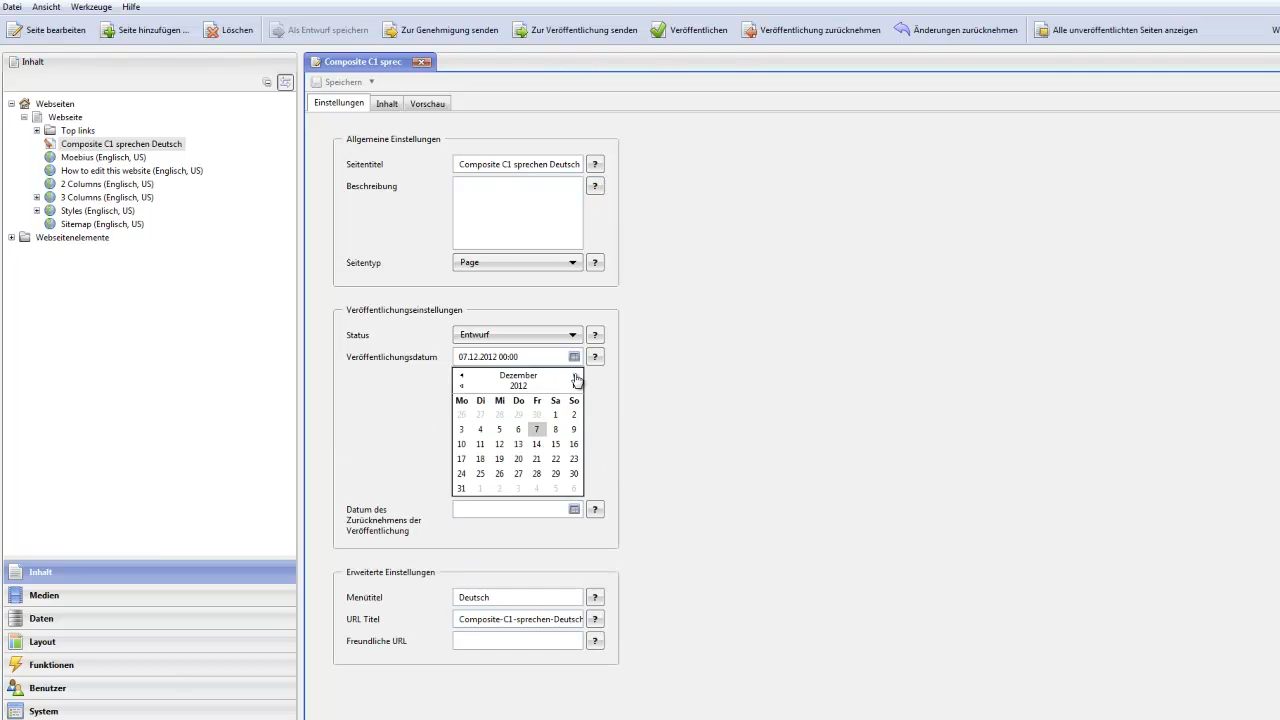 Datei Ansicht Werkzeuge Hilfe
Seite bearbeiten Seite hinzufügen ... Löschen Als Entwurf speichern Zur Genehmigung senden Zur Veröffentlichung senden Veröffentlichen Veröffentlichung zurücknehmen Änderungen zurücknehmen Alle unveröffentlichten Seiten anzeigen W
Inhalt
Webseiten
Webseite
Top links
Composite C1 sprechen Deutsch
Moebius (Englisch, US)
How to edit this website (Englisch, US)
2 Columns (Englisch, US)
3 Columns (Englisch, US)
Styles (Englisch, US)
Sitemap (Englisch, US)
Webseitenelemente
Inhalt
Medien
Daten
Layout
Funktionen
Benutzer
System
Composite C1 sprec
Speichern
Einstellungen Inhalt Vorschau
Allgemeine Einstellungen
Seitentitel Composite C1 sprechen Deutsch ?
Beschreibung ?
Seitentyp Page ?
Veröffentlichungseinstellungen
Status Entwurf ?
Veröffentlichungsdatum 07.12.2012 00:00 ?
Dezember
2012
Mo Di Mi Do Fr Sa So
26 27 28 29 30 1 2
3 4 5 6 7 8 9
10 11 12 13 14 15 16
17 18 19 20 21 22 23
24 25 26 27 28 29 30
31 1 2 3 4 5 6
Datum des ?
Zurücknehmens der
Veröffentlichung
Erweiterte Einstellungen
Menütitel Deutsch ?
URL Titel Composite-C1-sprechen-Deutsch ?
Freundliche URL ?